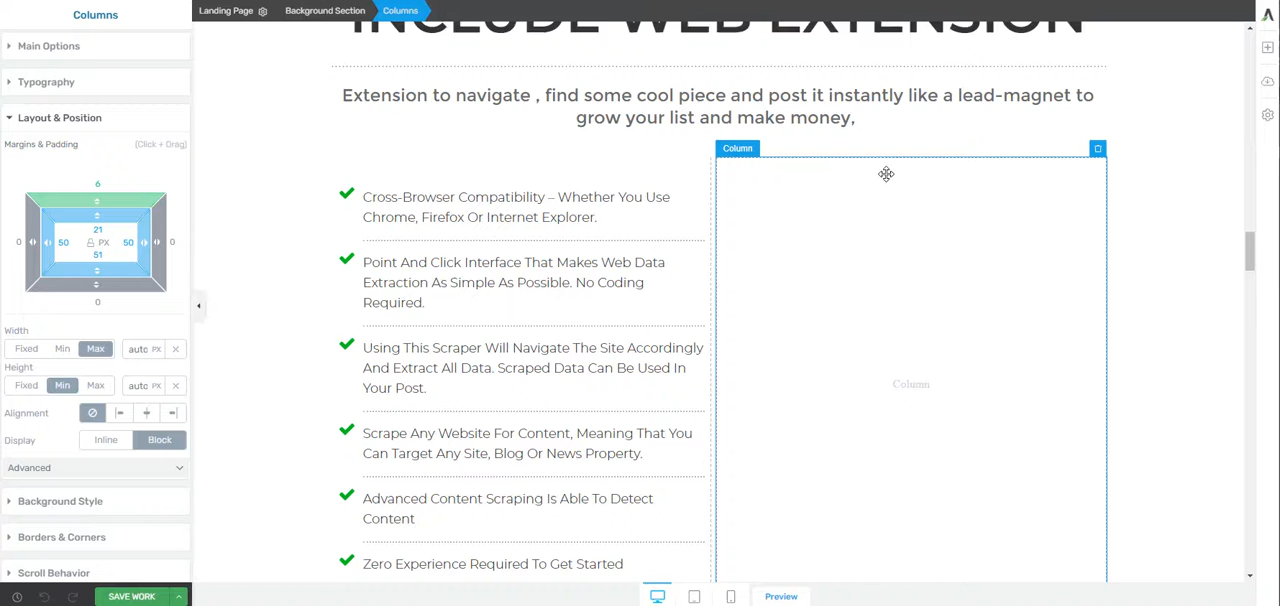 Columns
Landing Page
Background Section
Columns
Main Options
Typography
Layout & Position
Margins & Padding
(Click + Drag)
6
21
0
50
PX
50
0
51
0
Width
Fixed
Min
Max
auto PX
Height
Fixed
Min
Max
auto PX
Alignment
Display
Inline
Block
Advanced
Background Style
Borders & Corners
Scroll Behavior
SAVE WORK
INCLUDE WEB EXTENSION
Extension to navigate , find some cool piece and post it instantly like a lead-magnet to
grow your list and make money,
Column
Cross-Browser Compatibility – Whether You Use
Chrome, Firefox Or Internet Explorer.
Point And Click Interface That Makes Web Data
Extraction As Simple As Possible. No Coding
Required.
Using This Scraper Will Navigate The Site Accordingly
And Extract All Data. Scraped Data Can Be Used In
Your Post.
Column
Scrape Any Website For Content, Meaning That You
Can Target Any Site, Blog Or News Property.
Advanced Content Scraping Is Able To Detect
Content
Zero Experience Required To Get Started
Preview